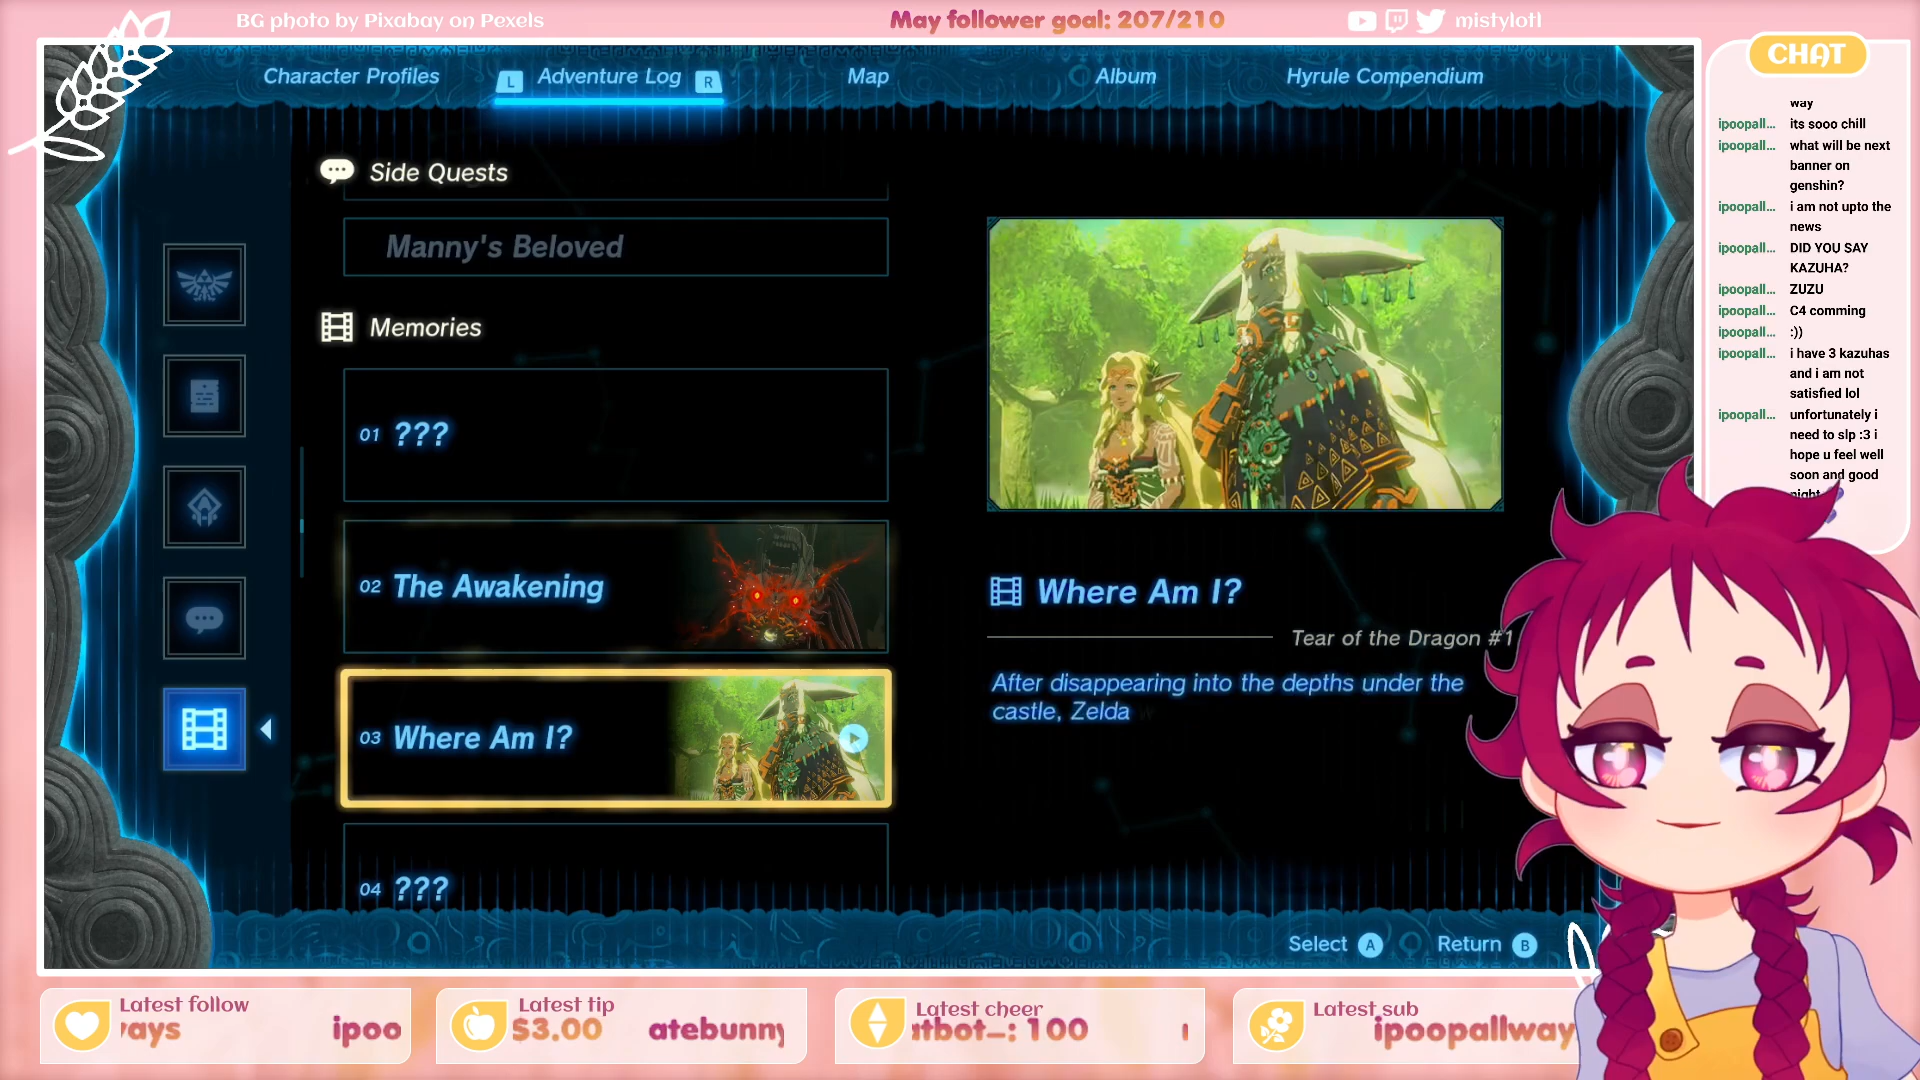 BG photo by Pixabay on Pexels
May follower goal: 207/210
mistylotl
CHAT
Character Profiles
L Adventure Log R
Map
Album
Hyrule Compendium
Side Quests
Manny's Beloved
Memories
01 ???
02 The Awakening
03 Where Am I?
04 ???
Where Am I?
Tear of the Dragon #1
After disappearing into the depths under the
castle, Zelda
Select A
Return B
way
ipoopall... its sooo chill
ipoopall... what will be next
banner on
genshin?
ipoopall... i am not upto the
news
ipoopall... DID YOU SAY
KAZUHA?
ipoopall... ZUZU
ipoopall... C4 comming
ipoopall... :))
ipoopall... i have 3 kazuhas
and i am not
satisfied lol
ipoopall... unfortunately i
need to slp :3 i
hope u feel well
soon and good
night
Latest follow
rays ipoo
Latest tip
$3.00 atebunny
Latest cheer
atbot_: 100
Latest sub
ipoopallway